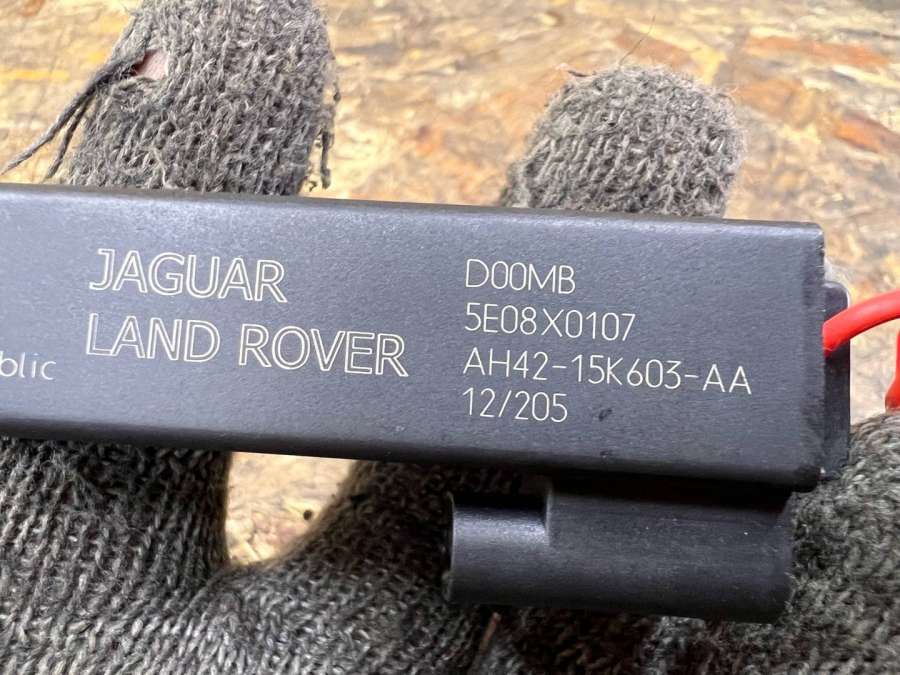 JAGUAR
LAND ROVER
blic
D00MB
5E08X0107
AH42-15K603-AA
12/205